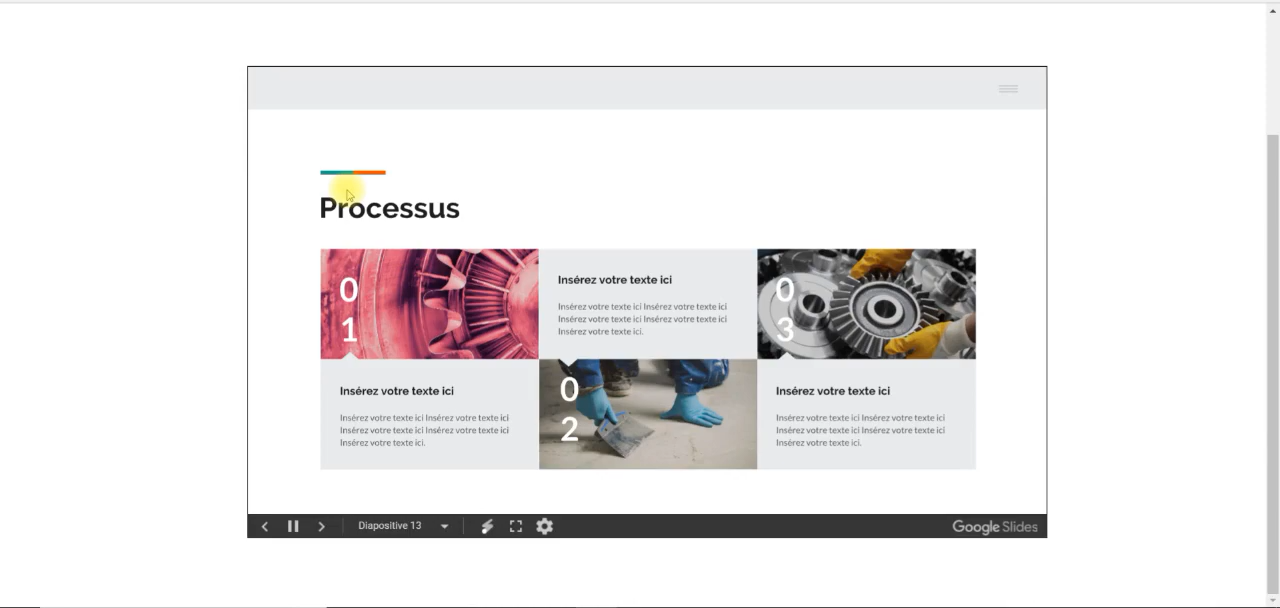 Processus
0
1
Insérez votre texte ici
Insérez votre texte ici Insérez votre texte ici
Insérez votre texte ici Insérez votre texte ici
Insérez votre texte ici.
Insérez votre texte ici
Insérez votre texte ici Insérez votre texte ici
Insérez votre texte ici Insérez votre texte ici
Insérez votre texte ici.
0
2
0
3
Insérez votre texte ici
Insérez votre texte ici Insérez votre texte ici
Insérez votre texte ici Insérez votre texte ici
Insérez votre texte ici.
Diapositive 13
Google Slides